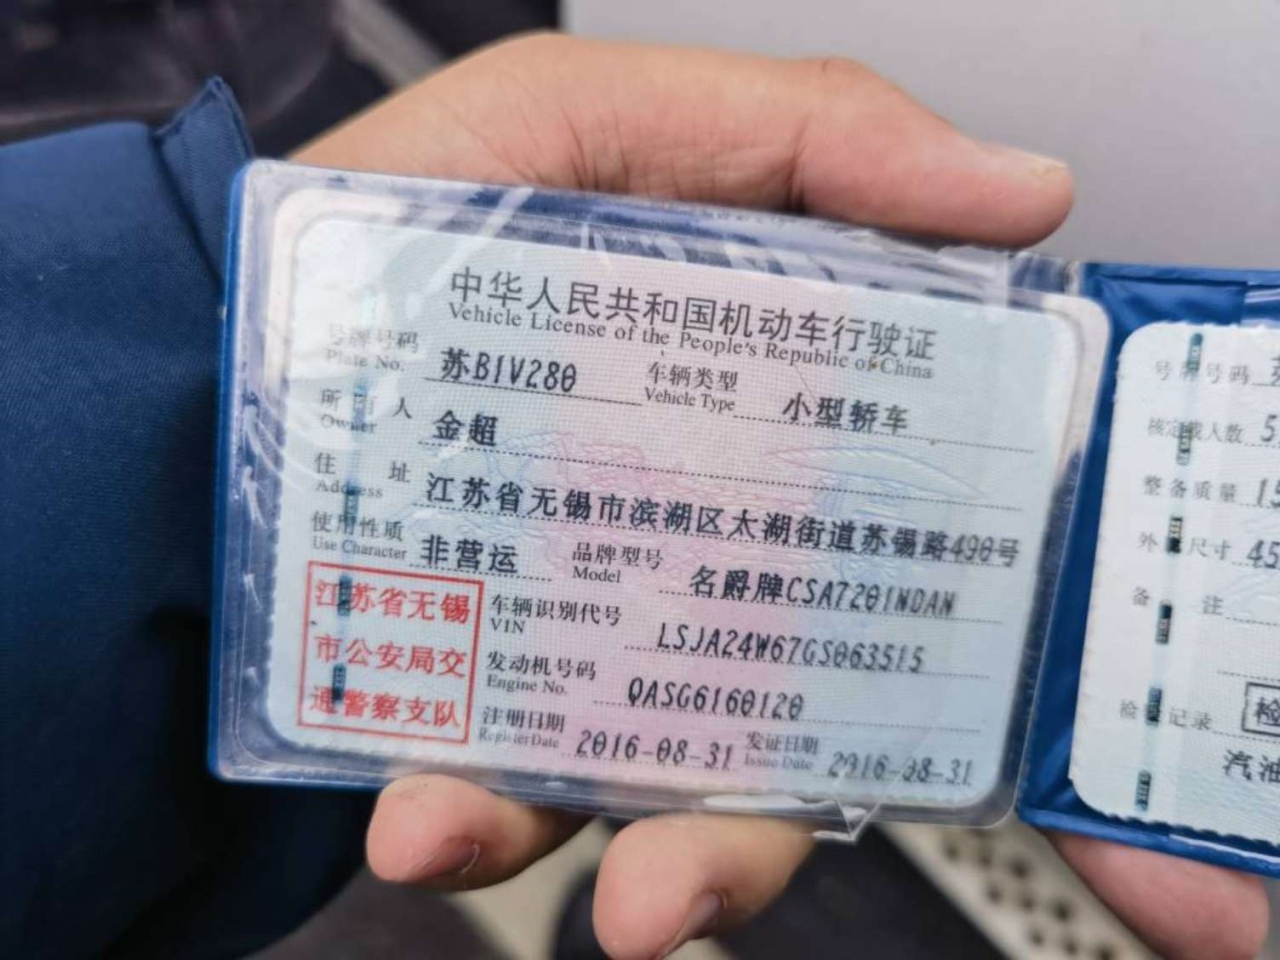 中华人民共和国机动车行驶证
Vehicle License of the People's Republic of China
号牌号码 苏B1V280 车辆类型 小型轿车
Plate No. Vehicle Type
所有人 金超
Owner
住址 江苏省无锡市滨湖区太湖街道苏锡路490号
Address
使用性质 非营运 品牌型号 名爵牌CSA7201NDAN
Use Character Model
江苏省无锡
市公安局交
通警察支队
车辆识别代号 LSJA24W67GS063515
VIN
发动机号码 QASG6160120
Engine No.
注册日期 2016-08-31 发证日期 2016-08-31
Register Date Issue Date
号牌号码
核定载人数 5
整备质量
外廓尺寸 45
备注
检验记录 检
汽油